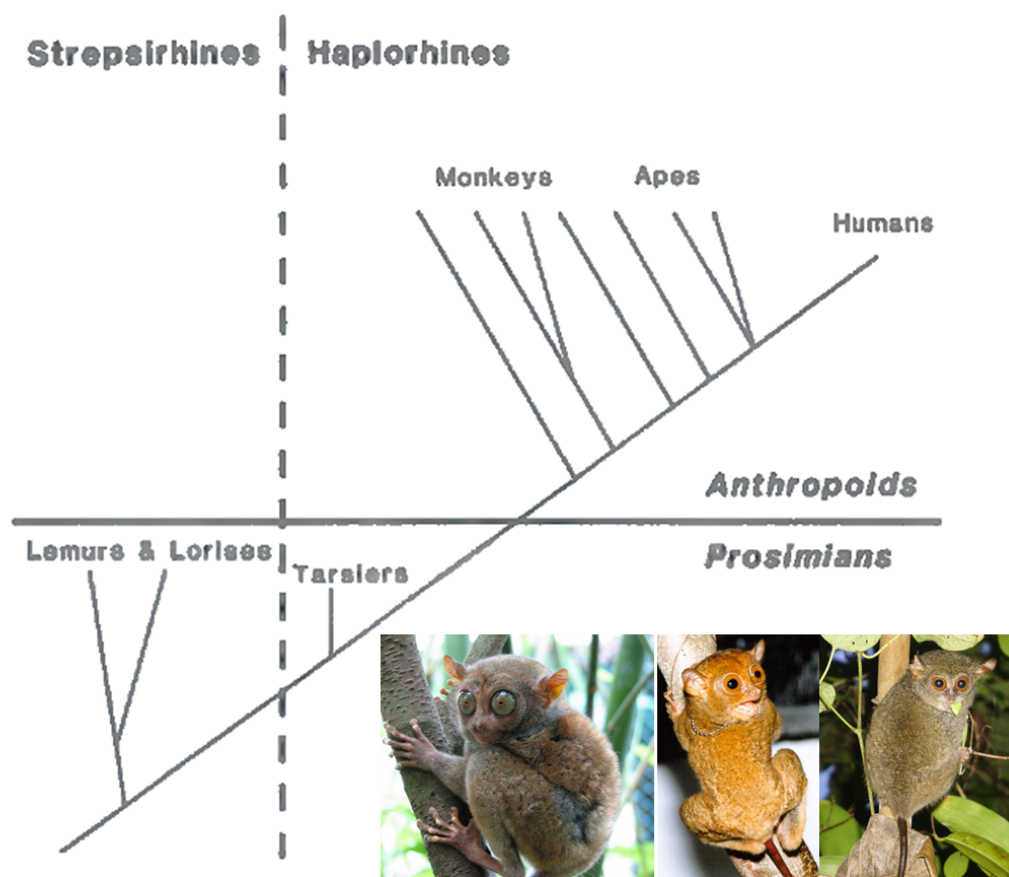 Strepsirhines
Haplorhines
Monkeys
Apes
Humans
Anthropoids
Lemurs & Lorises
Prosimians
Tarsiers